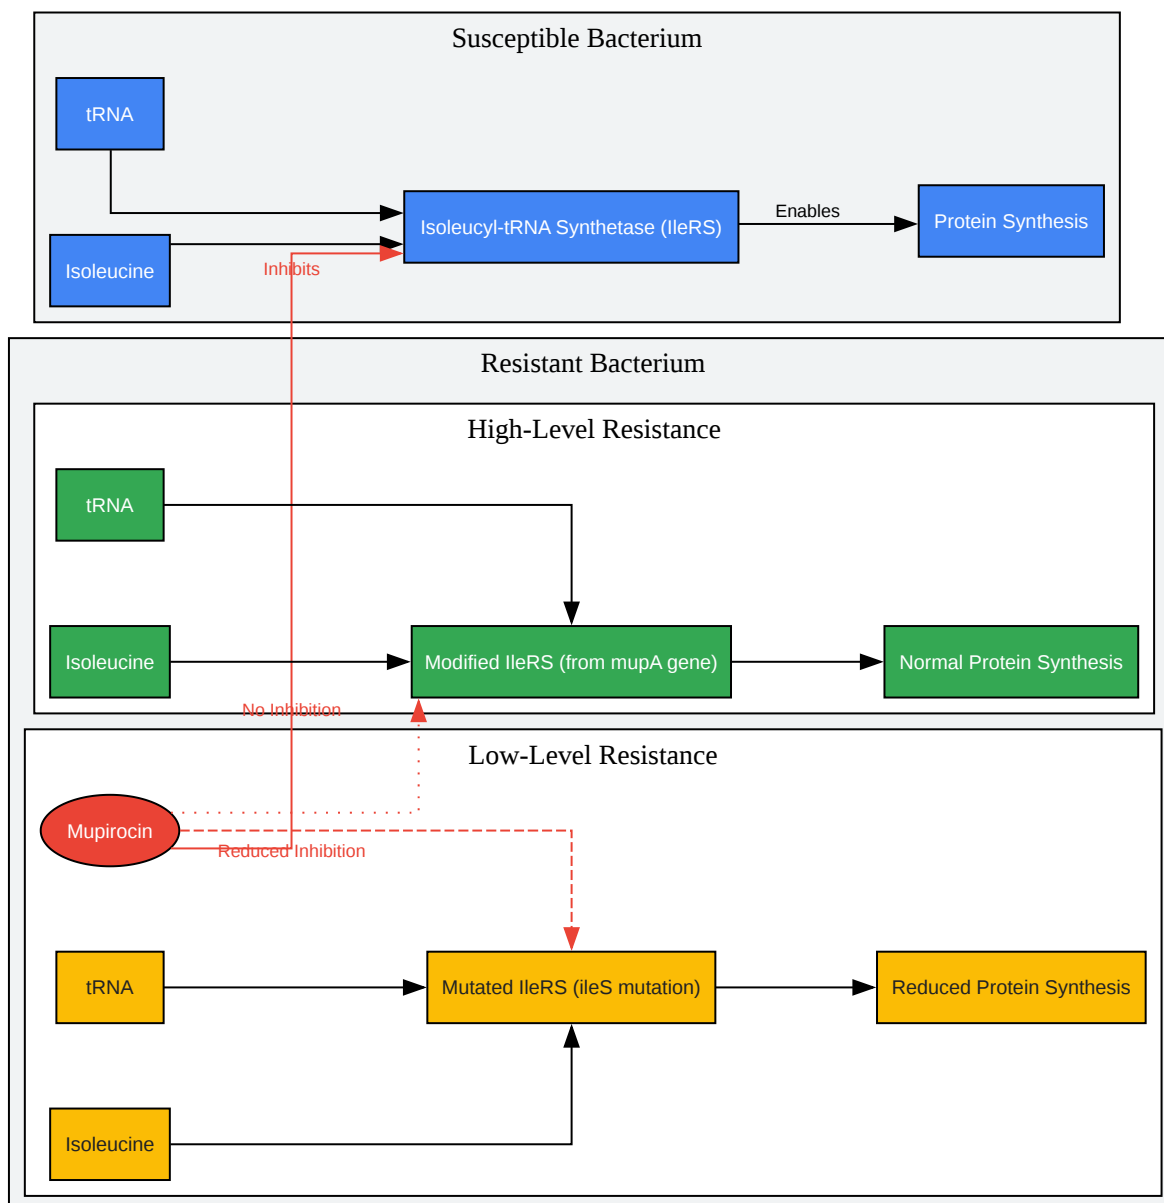 Susceptible Bacterium
tRNA
Isoleucyl-tRNA Synthetase (IleRS)
Enables
Protein Synthesis
Isoleucine
Inhibits
Resistant Bacterium
High-Level Resistance
tRNA
Isoleucine
Modified IleRS (from mupA gene)
Normal Protein Synthesis
No Inhibition
Low-Level Resistance
Mupirocin
Reduced Inhibition
tRNA
Mutated IleRS (ileS mutation)
Reduced Protein Synthesis
Isoleucine